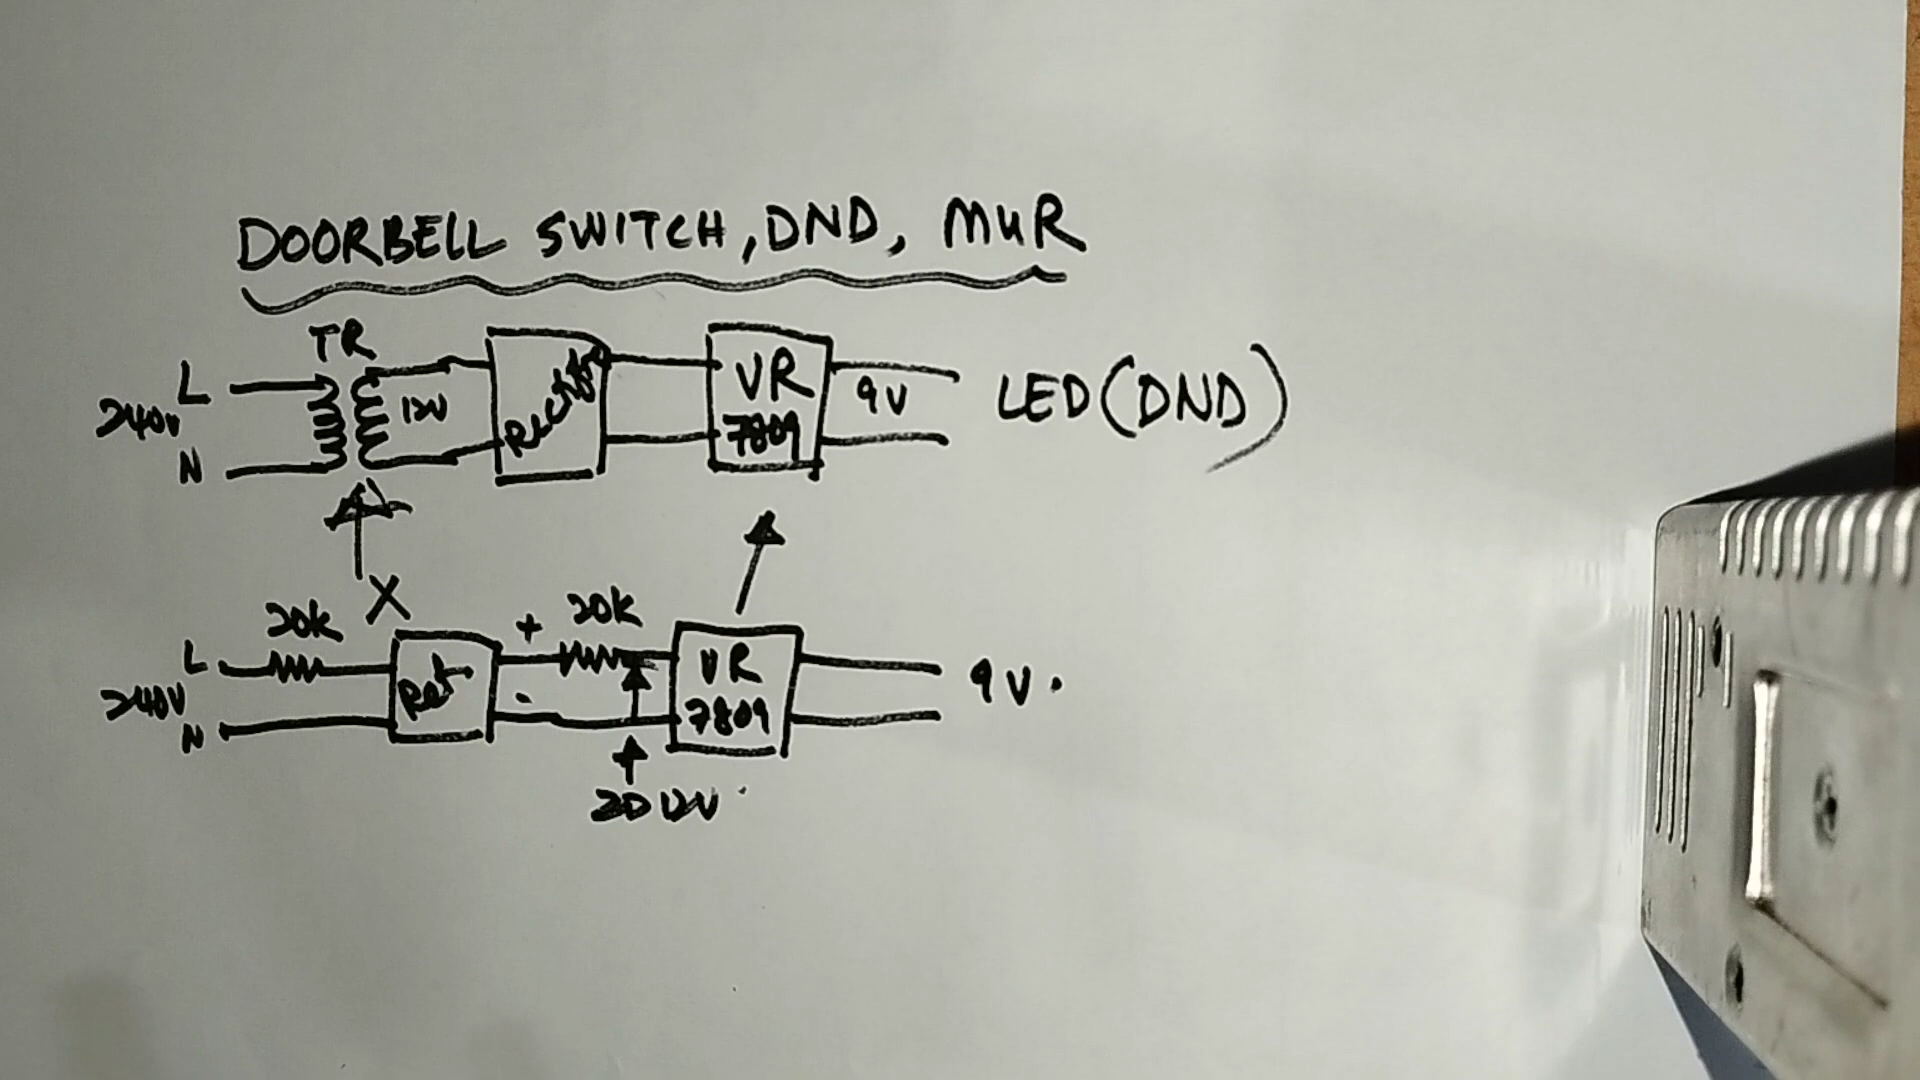 DOORBELL SWITCH, DND, MUR
TR
L
240V
N
12V
Rectifier
VR
7809
9V
LED (DND)
X
20k
L
240V
N
Rect.
+
-
20k
VR
7809
9V.
ZD 12V